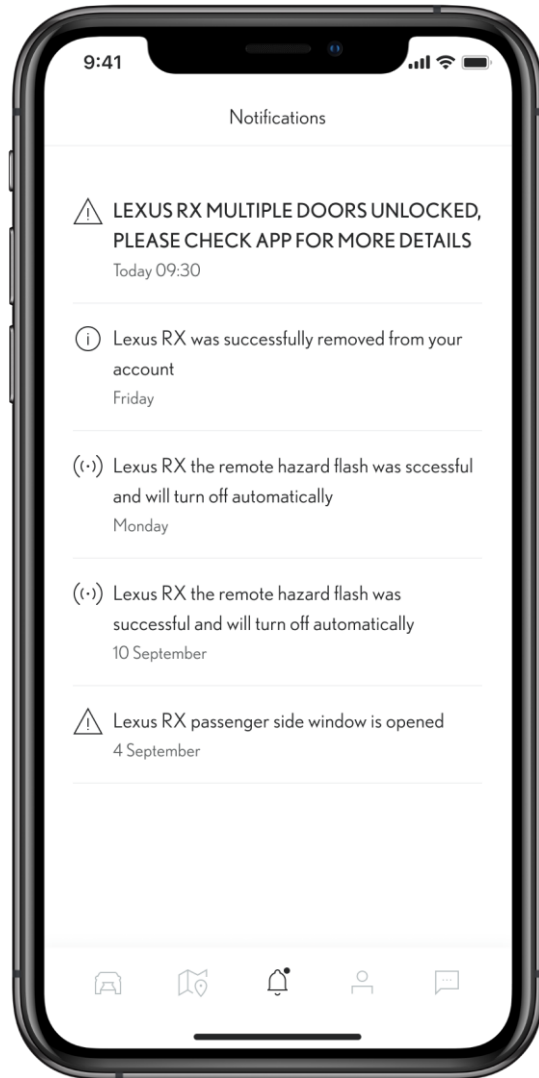 9:41
Notifications
LEXUS RX MULTIPLE DOORS UNLOCKED,
PLEASE CHECK APP FOR MORE DETAILS
Today 09:30
Lexus RX was successfully removed from your
account
Friday
Lexus RX the remote hazard flash was sccessful
and will turn off automatically
Monday
Lexus RX the remote hazard flash was
successful and will turn off automatically
10 September
Lexus RX passenger side window is opened
4 September